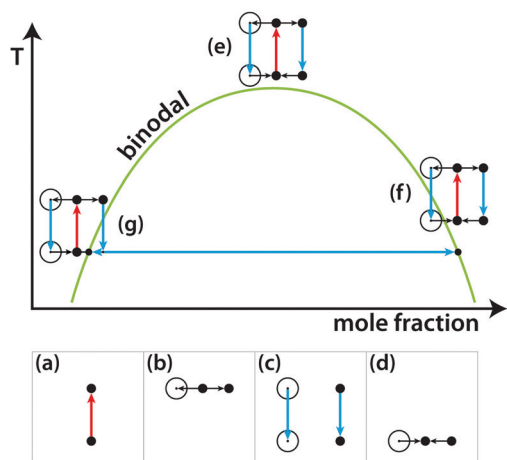 (e)
T
binodal
(f)
(g)
mole fraction
(a)
(b)
(c)
(d)